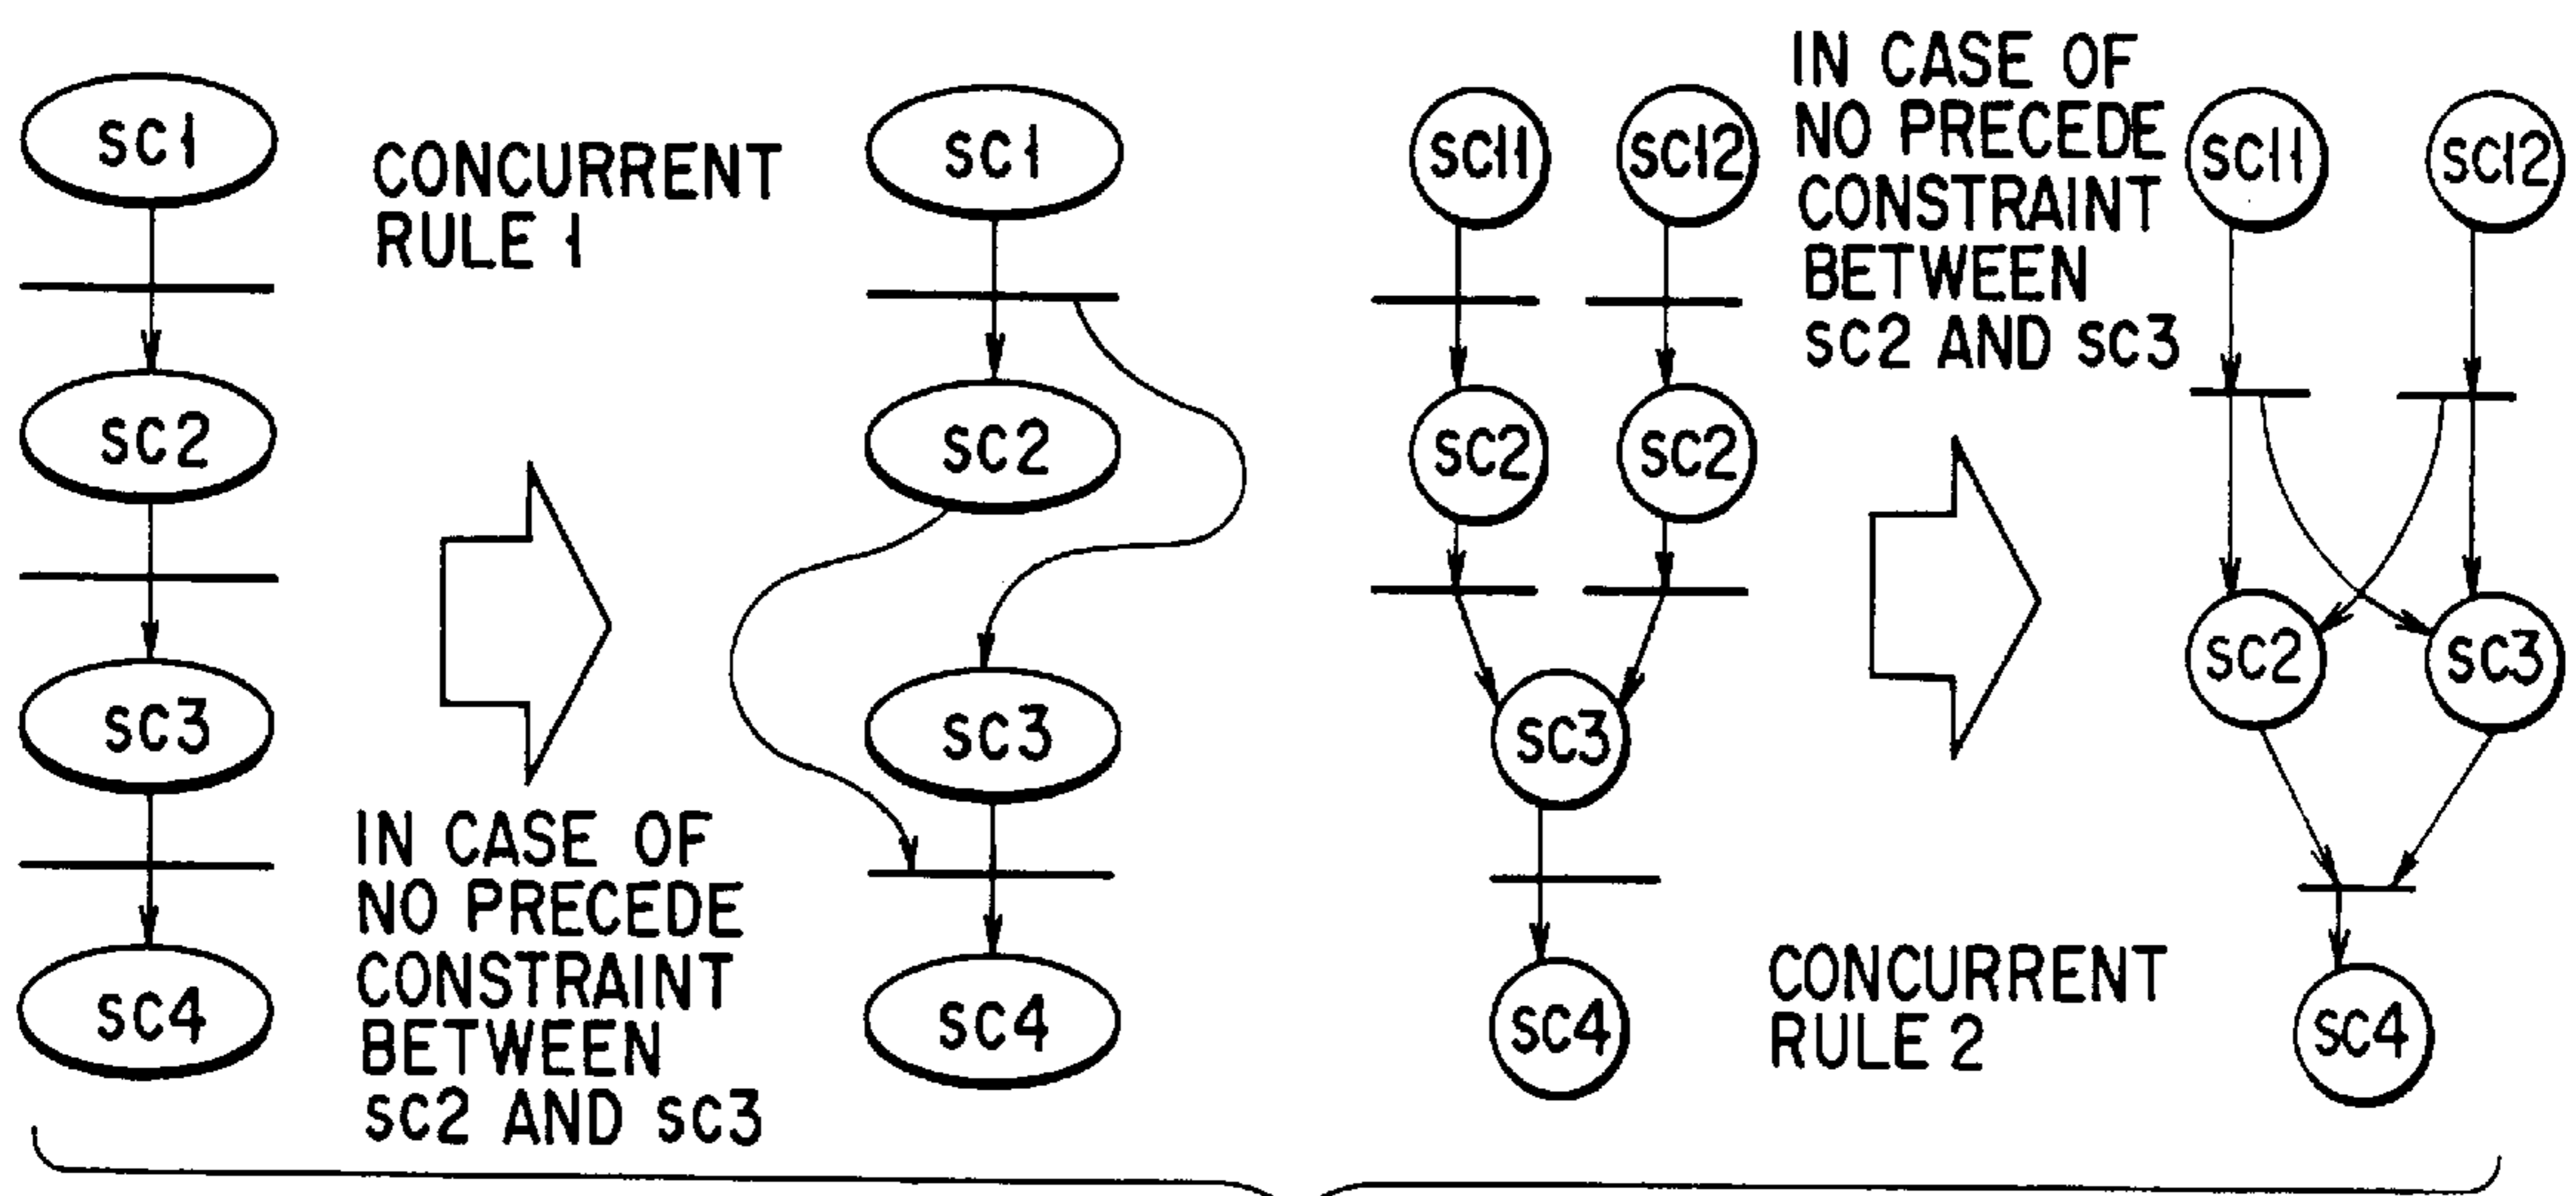 sc1
sc2
sc3
sc4
CONCURRENT
RULE 1
IN CASE OF
NO PRECEDE
CONSTRAINT
BETWEEN
sc2 AND sc3
sc1
sc2
sc3
sc4
sc11
sc12
sc2
sc2
sc3
sc4
IN CASE OF
NO PRECEDE
CONSTRAINT
BETWEEN
sc2 AND sc3
CONCURRENT
RULE 2
sc11
sc12
sc2
sc3
sc4